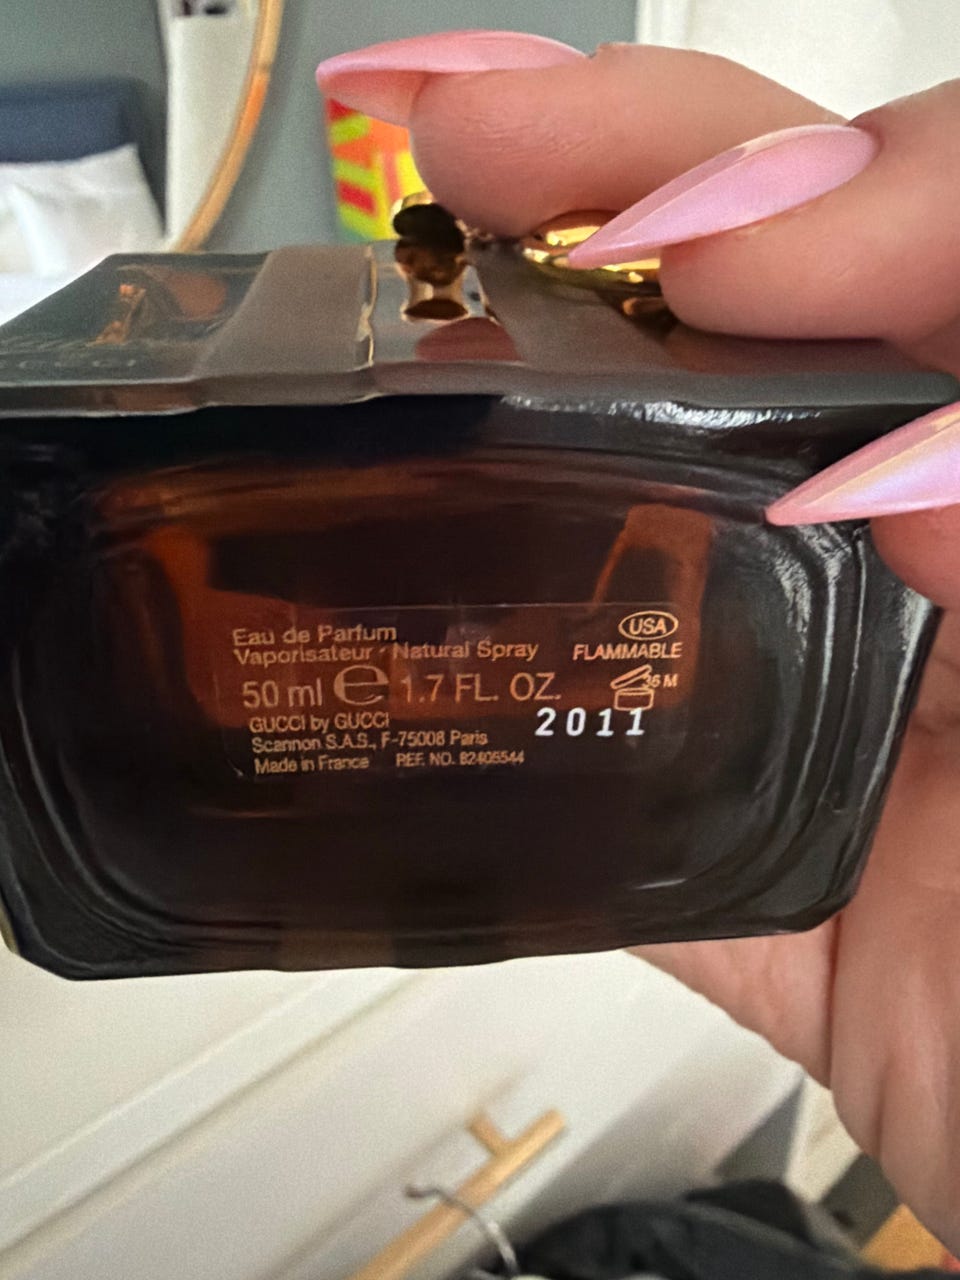 GUCCI
Eau de Parfum
Vaporisateur · Natural Spray
USA
FLAMMABLE
50 ml e 1.7 FL. OZ.
36 M
2011
GUCCI by GUCCI
Scannon S.A.S., F-75008 Paris
Made in France REF. NO. 82405544